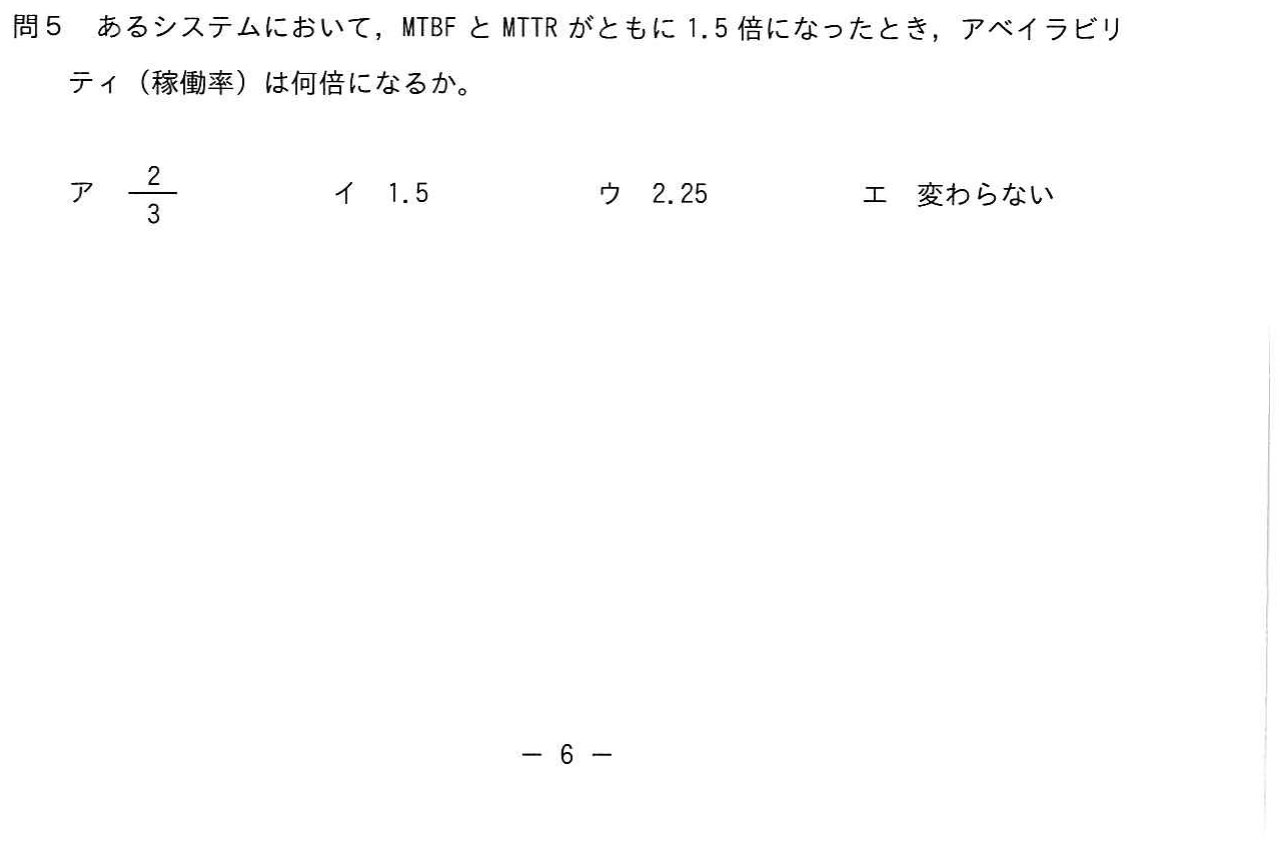 問５　あるシステムにおいて，MTBF と MTTR がともに 1.5 倍になったとき，アベイラビリ
ティ（稼働率）は何倍になるか。
ア　2/3　イ　1.5　ウ　2.25　エ　変わらない
－ 6 －